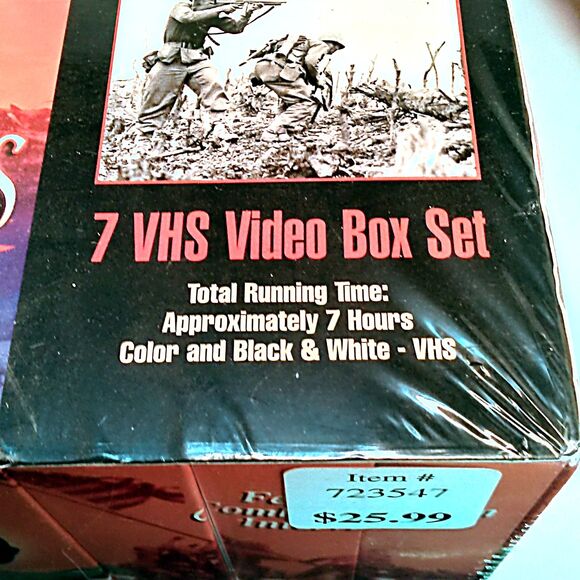 7 VHS Video Box Set
Total Running Time:
Approximately 7 Hours
Color and Black & White - VHS
Item #
723547
$25.99